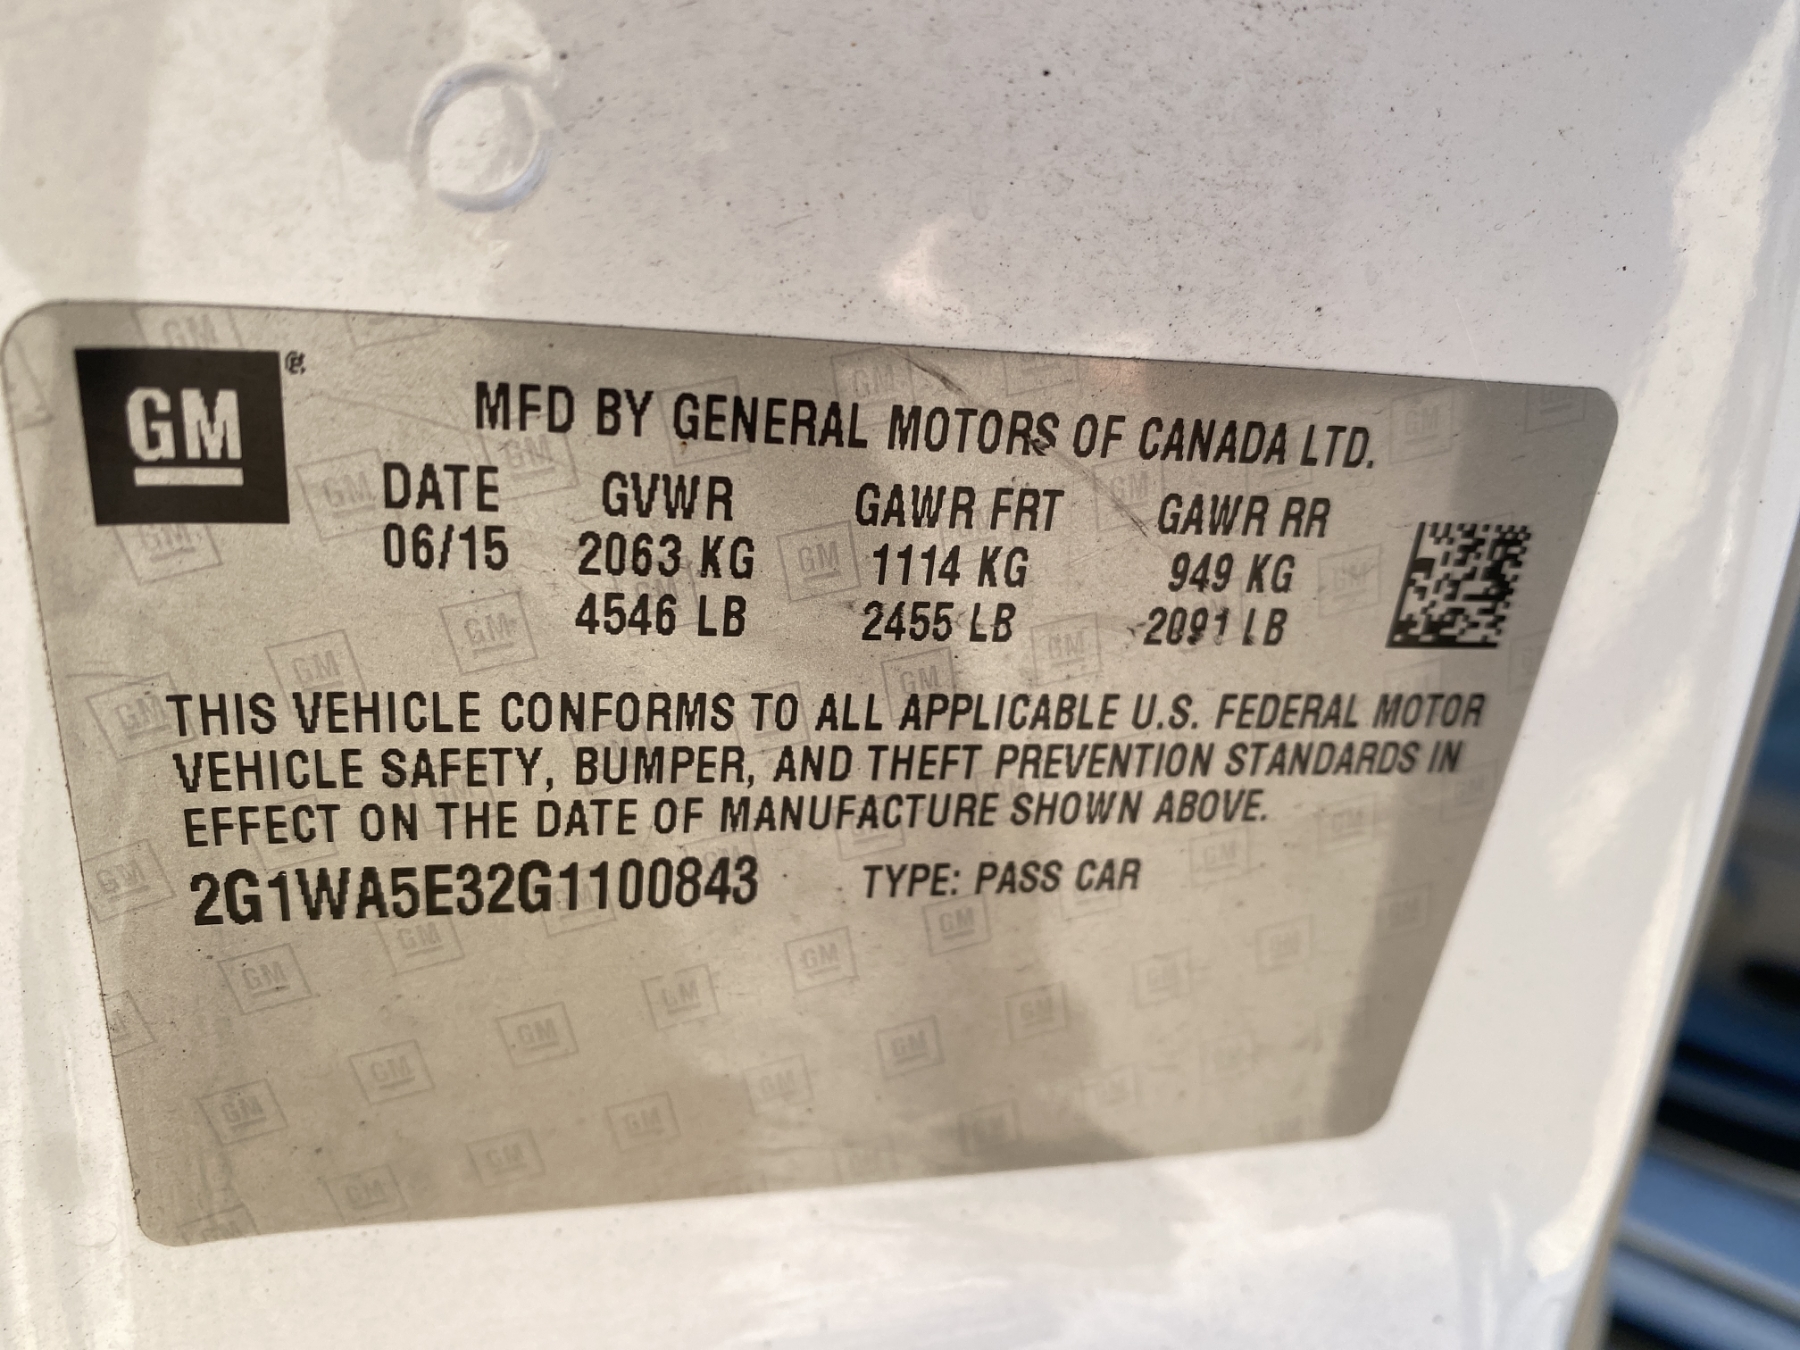 GM
MFD BY GENERAL MOTORS OF CANADA LTD.
DATE GVWR GAWR FRT GAWR RR
06/15 2063 KG 1114 KG 949 KG
4546 LB 2455 LB 2091 LB
THIS VEHICLE CONFORMS TO ALL APPLICABLE U.S. FEDERAL MOTOR
VEHICLE SAFETY, BUMPER, AND THEFT PREVENTION STANDARDS IN
EFFECT ON THE DATE OF MANUFACTURE SHOWN ABOVE.
2G1WA5E32G1100843 TYPE: PASS CAR